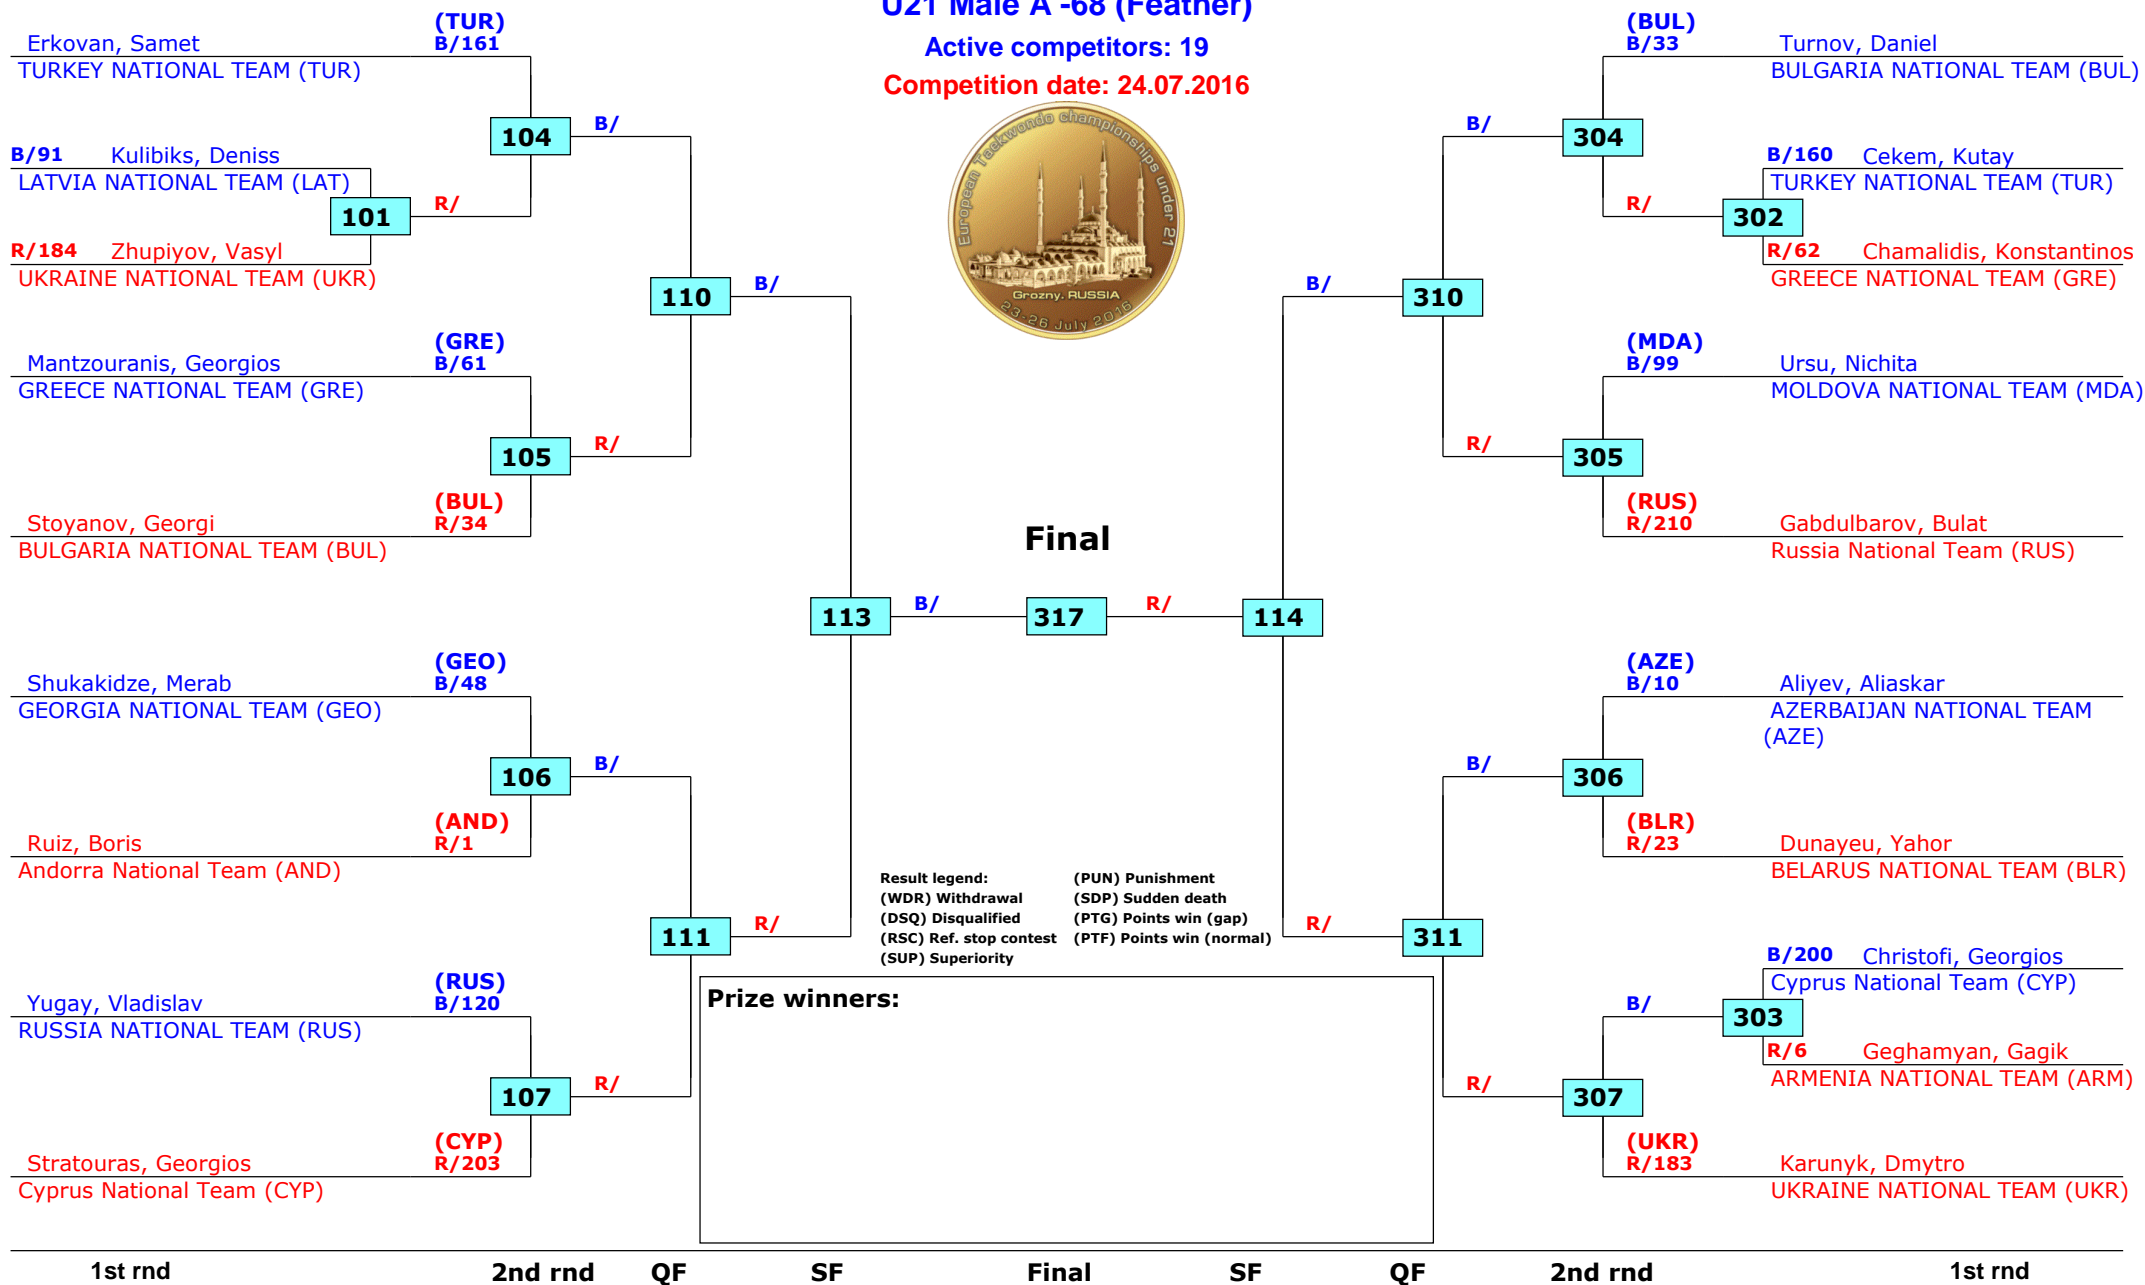 U21 Male A -68 (Feather)
Active competitors: 19
Competition date: 24.07.2016
European Taekwondo championships under 21
Grozny. RUSSIA
23-26 July 2016
(TUR)
Erkovan, Samet B/161
TURKEY NATIONAL TEAM (TUR)
104 B/
B/91 Kulibiks, Deniss
LATVIA NATIONAL TEAM (LAT)
101 R/
R/184 Zhupiyov, Vasyl
UKRAINE NATIONAL TEAM (UKR)
110 B/
(GRE)
Mantzouranis, Georgios B/61
GREECE NATIONAL TEAM (GRE)
105 R/
(BUL)
Stoyanov, Georgi R/34
BULGARIA NATIONAL TEAM (BUL)
Final
113 B/ 317 R/ 114
(GEO)
Shukakidze, Merab B/48
GEORGIA NATIONAL TEAM (GEO)
106 B/
(AND)
Ruiz, Boris R/1
Andorra National Team (AND)
111 R/
(RUS)
Yugay, Vladislav B/120
RUSSIA NATIONAL TEAM (RUS)
107 R/
(CYP)
Stratouras, Georgios R/203
Cyprus National Team (CYP)
(BUL)
B/33 Turnov, Daniel
BULGARIA NATIONAL TEAM (BUL)
B/ 304
B/160 Cekem, Kutay
TURKEY NATIONAL TEAM (TUR)
R/ 302
R/62 Chamalidis, Konstantinos
GREECE NATIONAL TEAM (GRE)
B/ 310
(MDA)
B/99 Ursu, Nichita
MOLDOVA NATIONAL TEAM (MDA)
R/ 305
(RUS)
R/210 Gabdulbarov, Bulat
Russia National Team (RUS)
(AZE)
B/10 Aliyev, Aliaskar
AZERBAIJAN NATIONAL TEAM
(AZE)
B/ 306
(BLR)
R/23 Dunayeu, Yahor
BELARUS NATIONAL TEAM (BLR)
R/ 311
B/200 Christofi, Georgios
Cyprus National Team (CYP)
B/ 303
R/6 Geghamyan, Gagik
ARMENIA NATIONAL TEAM (ARM)
R/ 307
(UKR)
R/183 Karunyk, Dmytro
UKRAINE NATIONAL TEAM (UKR)
Result legend: (PUN) Punishment
(WDR) Withdrawal (SDP) Sudden death
(DSQ) Disqualified (PTG) Points win (gap)
(RSC) Ref. stop contest (PTF) Points win (normal)
(SUP) Superiority
Prize winners:
1st rnd 2nd rnd QF SF Final SF QF 2nd rnd 1st rnd